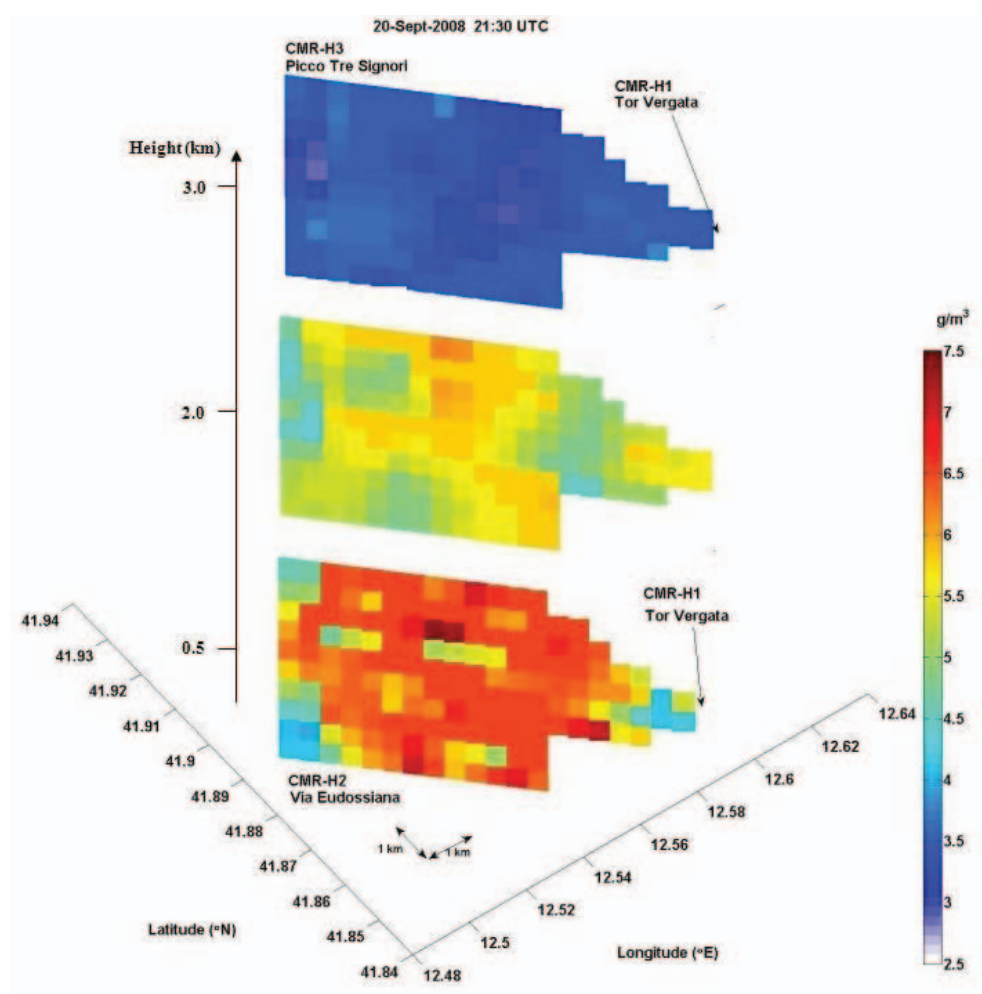 20-Sept-2008 21:30 UTC
CMR-H3
Picco Tre Signori
CMR-H1
Tor Vergata
Height (km)
3.0
2.0
0.5
g/m3
7.5
7
6.5
6
5.5
5
4.5
4
3.5
3
2.5
CMR-H1
Tor Vergata
CMR-H2
Via Eudossiana
1 km
1 km
41.94
41.93
41.92
41.91
41.9
41.89
41.88
41.87
41.86
41.85
41.84
Latitude (ºN)
12.48
12.5
12.52
12.54
12.56
12.58
12.6
12.62
12.64
Longitude (ºE)